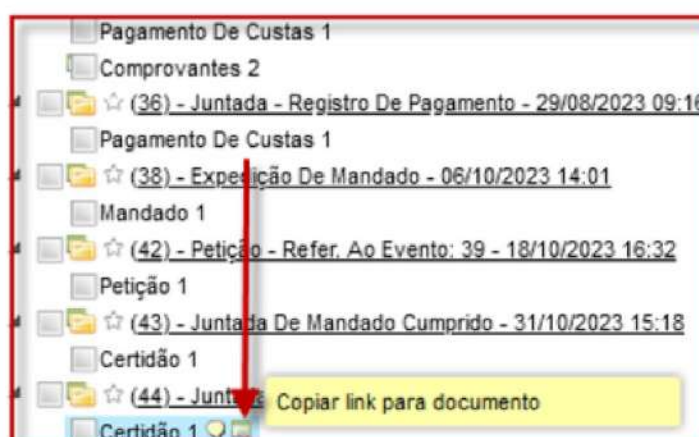 Pagamento De Custas 1
Comprovantes 2
(36) - Juntada - Registro De Pagamento - 29/08/2023 09:16
Pagamento De Custas 1
(38) - Expedição De Mandado - 06/10/2023 14:01
Mandado 1
(42) - Petição - Refer. Ao Evento: 39 - 18/10/2023 16:32
Petição 1
(43) - Juntada De Mandado Cumprido - 31/10/2023 15:18
Certidão 1
(44) - Junta
Copiar link para documento
Certidão 1